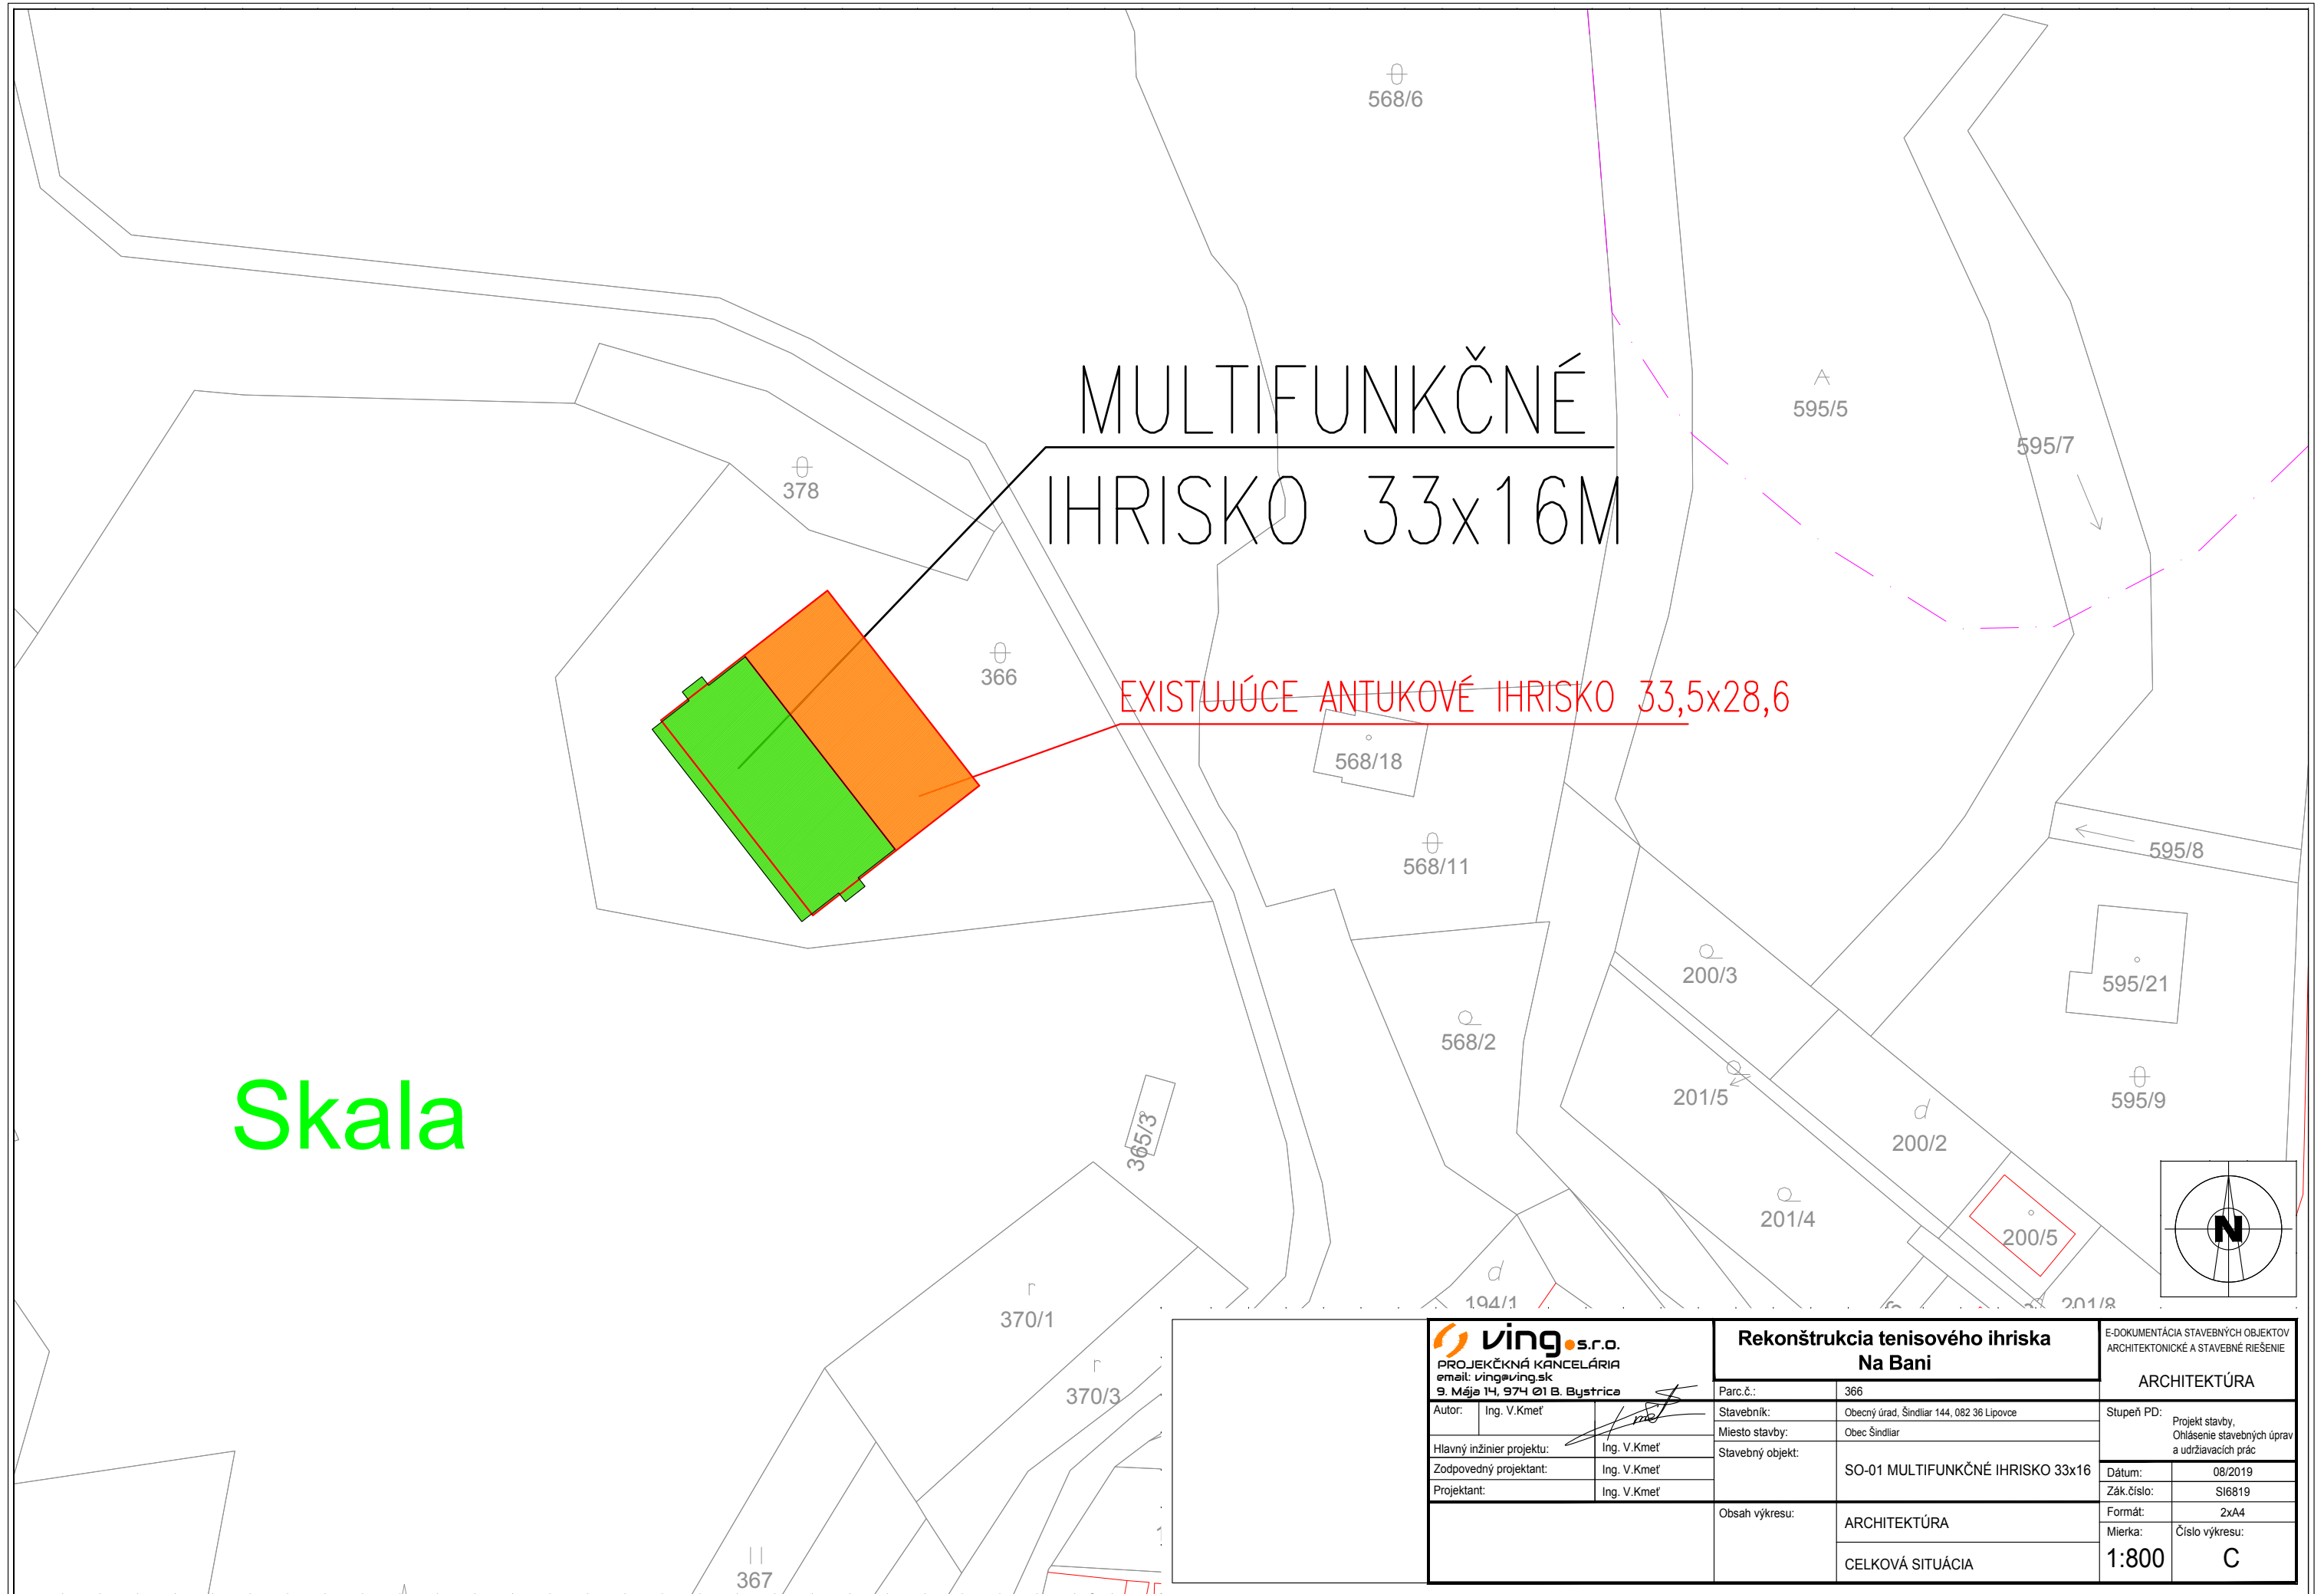 568/6
MULTIFUNKČNÉ
IHRISKO 33x16M
A
595/5
595/7
378
366
EXISTUJÚCE ANTUKOVÉ IHRISKO 33,5x28,6
568/18
568/11
595/8
200/3
595/21
568/2
201/5
595/9
Skala
365/3
200/2
201/4
200/5
N
194/1
201/8
r
370/1
r
370/3
367
ving s.r.o.
PROJEKČKNÁ KANCELÁRIA
email: ving@ving.sk
9. Mája 14, 974 01 B. Bystrica
Autor: Ing. V.Kmeť
Hlavný inžinier projektu: Ing. V.Kmeť
Zodpovedný projektant: Ing. V.Kmeť
Projektant: Ing. V.Kmeť
Rekonštrukcia tenisového ihriska
Na Bani
Parc.č.: 366
Stavebník: Obecný úrad, Šindliar 144, 082 36 Lipovce
Miesto stavby: Obec Šindliar
Stavebný objekt:
SO-01 MULTIFUNKČNÉ IHRISKO 33x16
Obsah výkresu:
ARCHITEKTÚRA
CELKOVÁ SITUÁCIA
E-DOKUMENTÁCIA STAVEBNÝCH OBJEKTOV
ARCHITEKTONICKÉ A STAVEBNÉ RIEŠENIE
ARCHITEKTÚRA
Stupeň PD:
Projekt stavby,
Ohlásenie stavebných úprav
a udržiavacích prác
Dátum: 08/2019
Zák.číslo: SI6819
Formát: 2xA4
Mierka: Číslo výkresu:
1:800 C